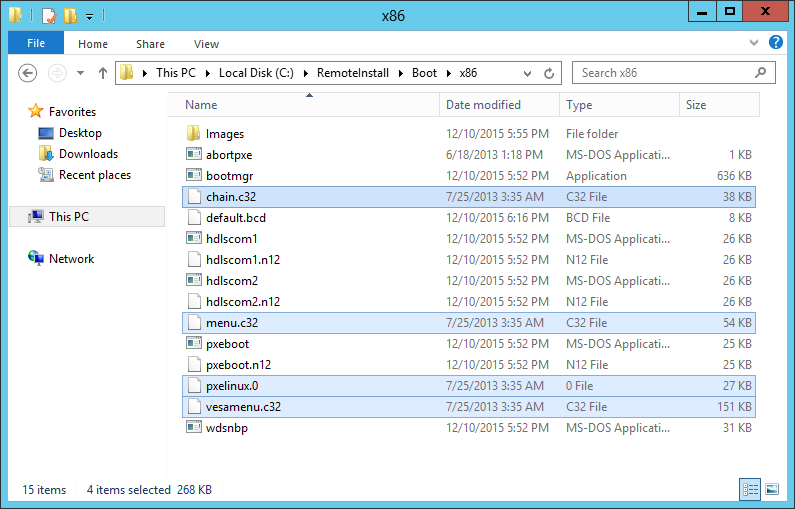 x86
File Home Share View
This PC Local Disk (C:) RemoteInstall Boot x86 Search x86
Favorites
Desktop
Downloads
Recent places
This PC
Network
Name Date modified Type Size
Images 12/10/2015 5:55 PM File folder
abortpxe 6/18/2013 1:18 PM MS-DOS Applicati... 1 KB
bootmgr 12/10/2015 5:52 PM Application 636 KB
chain.c32 7/25/2013 3:35 AM C32 File 38 KB
default.bcd 12/10/2015 6:16 PM BCD File 8 KB
hdlscom1 12/10/2015 5:52 PM MS-DOS Applicati... 26 KB
hdlscom1.n12 12/10/2015 5:52 PM N12 File 26 KB
hdlscom2 12/10/2015 5:52 PM MS-DOS Applicati... 26 KB
hdlscom2.n12 12/10/2015 5:52 PM N12 File 26 KB
menu.c32 7/25/2013 3:35 AM C32 File 54 KB
pxeboot 12/10/2015 5:52 PM MS-DOS Applicati... 25 KB
pxeboot.n12 12/10/2015 5:52 PM N12 File 25 KB
pxelinux.0 7/25/2013 3:35 AM 0 File 27 KB
vesamenu.c32 7/25/2013 3:35 AM C32 File 151 KB
wdsnbp 12/10/2015 5:52 PM MS-DOS Applicati... 31 KB
15 items 4 items selected 268 KB